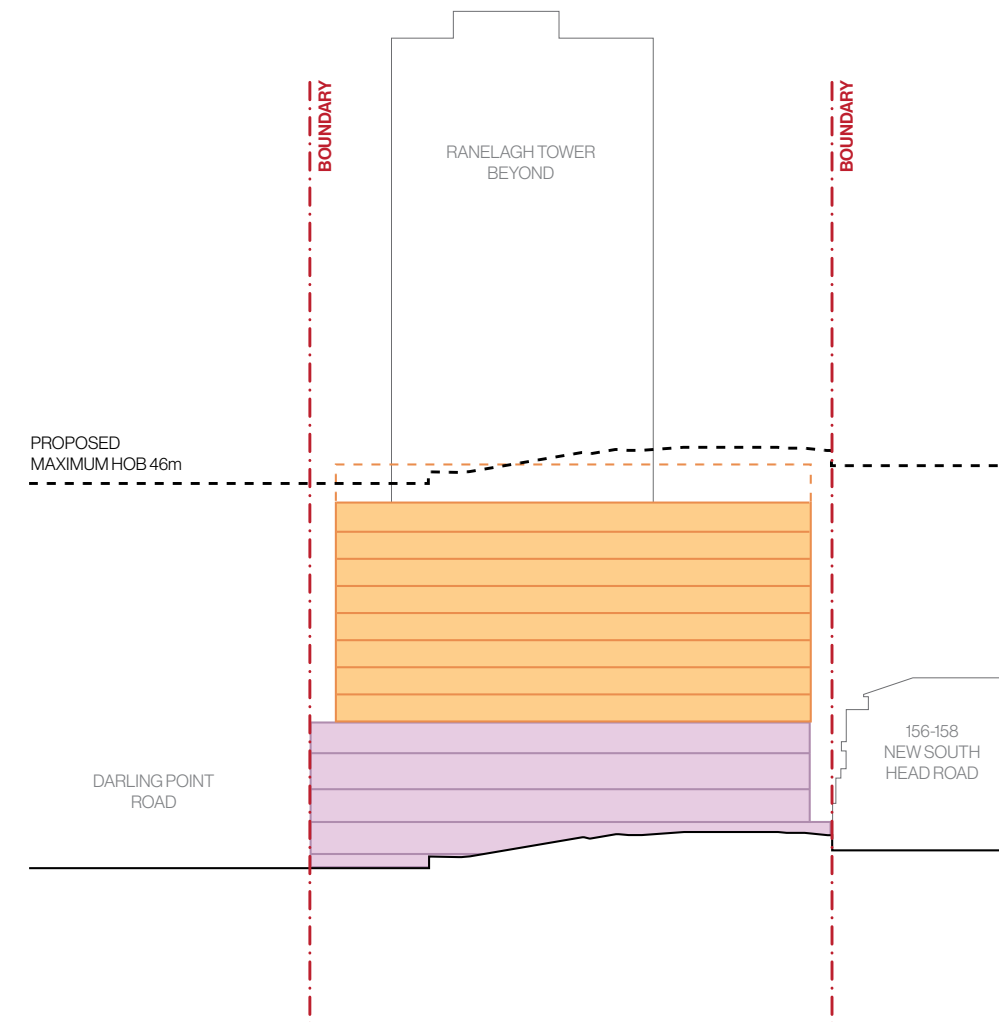 RANELAGH TOWER
BEYOND
BOUNDARY
BOUNDARY
PROPOSED
MAXIMUM HOB 46m
DARLING POINT
ROAD
156-158
NEW SOUTH
HEAD ROAD